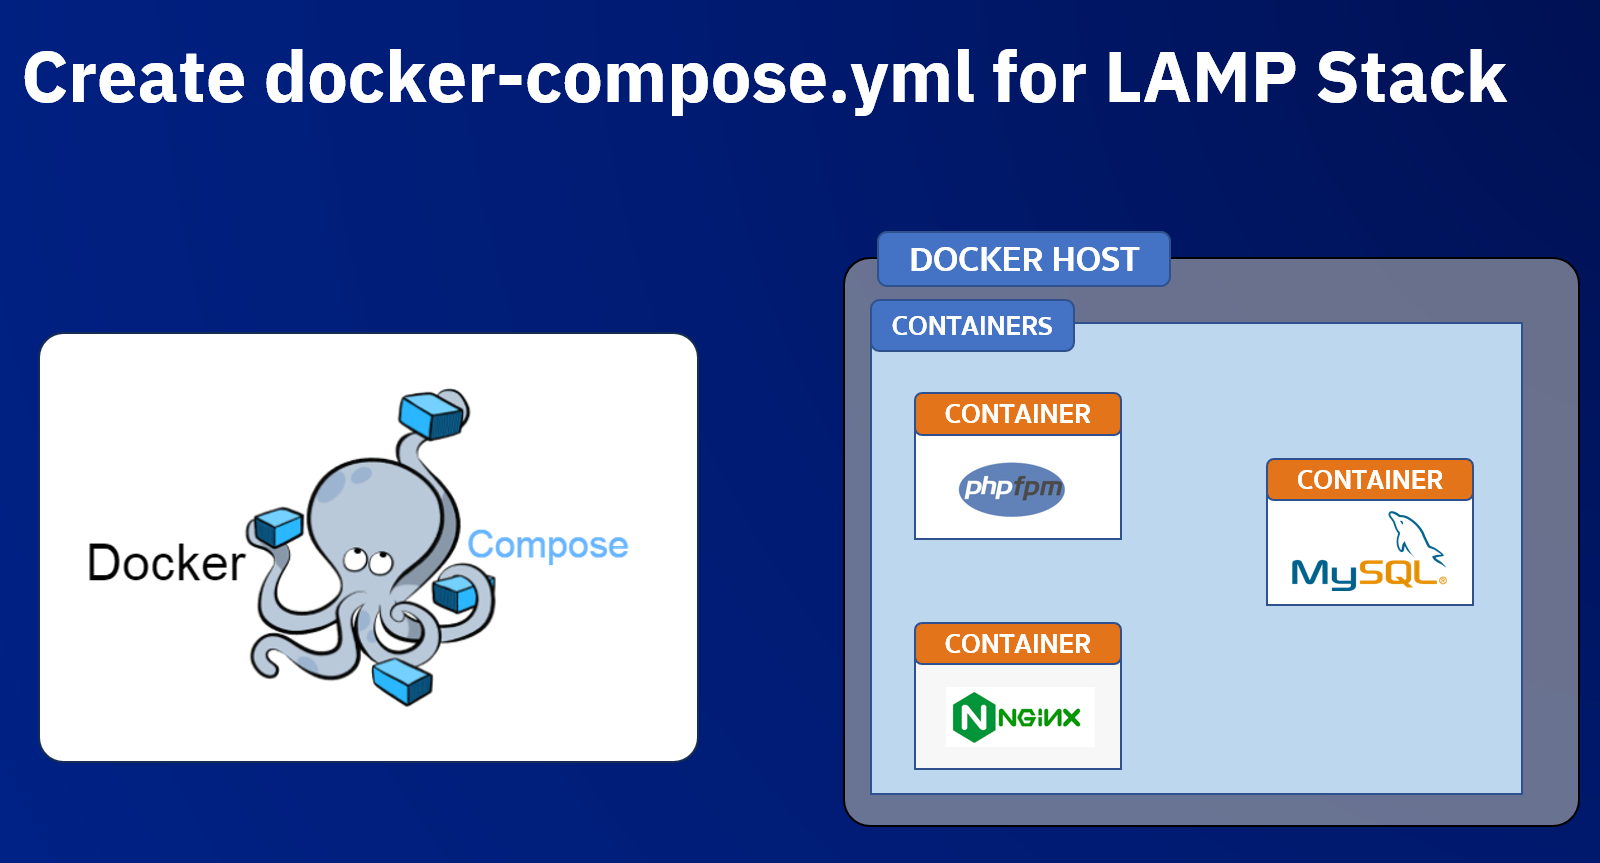 Create docker-compose.yml for LAMP Stack
DOCKER HOST
CONTAINERS
CONTAINER
phpfpm
CONTAINER
MySQL®
Docker
Compose
CONTAINER
N NGiNX